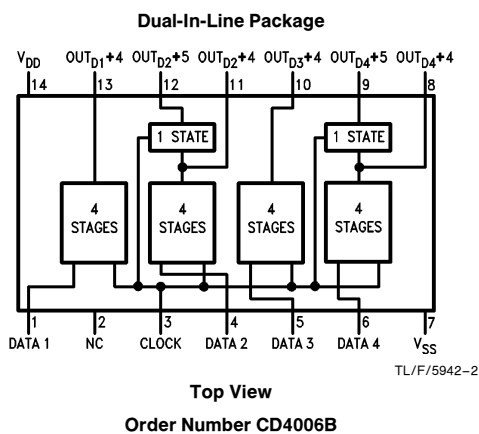 Dual-In-Line Package
VDD OUTD1+4 OUTD2+5 OUTD2+4 OUTD3+4 OUTD4+5 OUTD4+4
14 13 12 11 10 9 8
1 STATE 1 STATE
4 STAGES 4 STAGES 4 STAGES 4 STAGES
1 2 3 4 5 6 7
DATA 1 NC CLOCK DATA 2 DATA 3 DATA 4 VSS
TL/F/5942-2
Top View
Order Number CD4006B